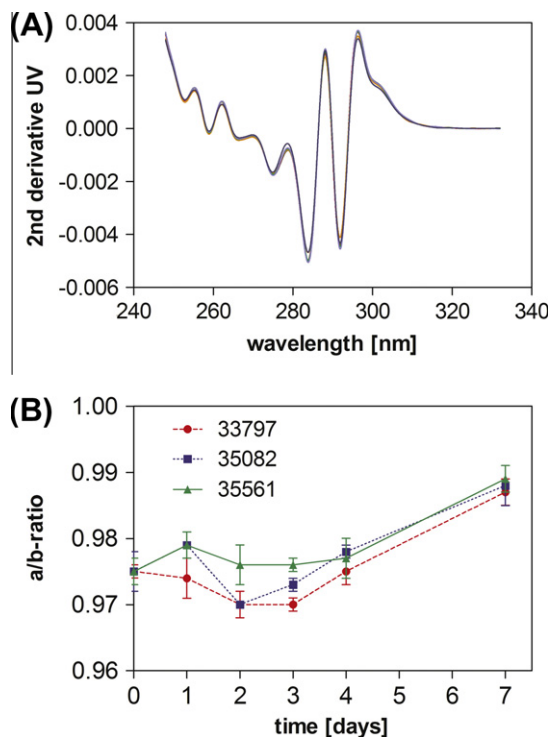 (A)
2nd derivative UV
0.004
0.002
0.000
-0.002
-0.004
-0.006
240 260 280 300 320 340
wavelength [nm]
(B)
a/b-ratio
1.00
0.99
0.98
0.97
0.96
33797
35082
35561
0 1 2 3 4 5 6 7
time [days]